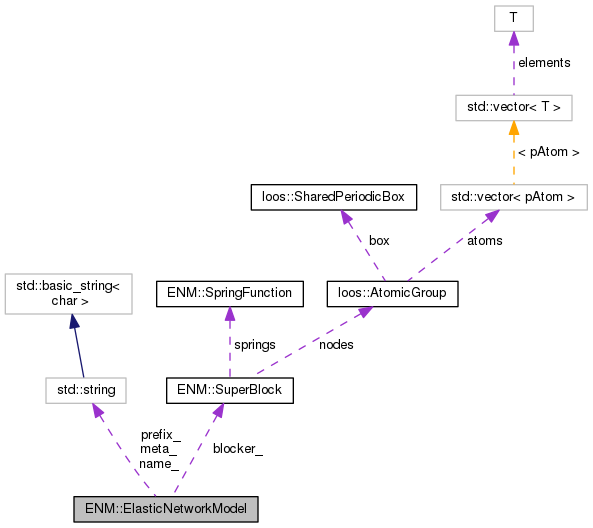 T
elements
std::vector< T >
< pAtom >
loos::SharedPeriodicBox
std::vector< pAtom >
box
atoms
std::basic_string<
char >
ENM::SpringFunction
loos::AtomicGroup
springs
nodes
std::string
ENM::SuperBlock
prefix_
meta_
name_
blocker_
ENM::ElasticNetworkModel